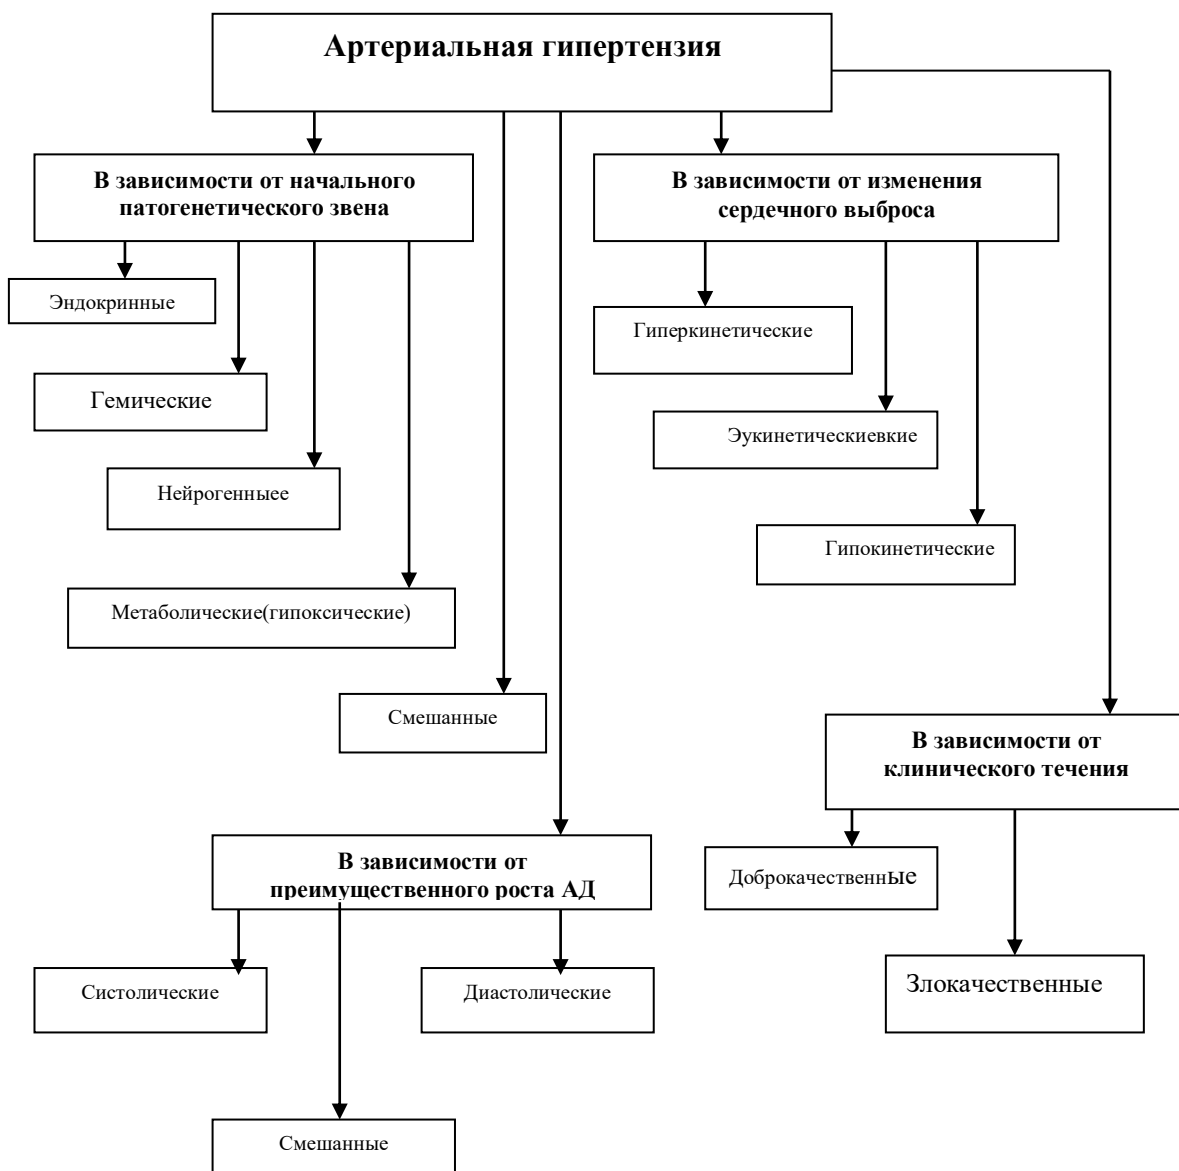 Артериальная гипертензия
В зависимости от начального
патогенетического звена
В зависимости от изменения
сердечного выброса
Эндокринные
Гиперкинетические
Гемические
Эукинетическиевкие
Нейрогенныее
Гипокинетические
Метаболические(гипоксические)
Смешанные
В зависимости от
клинического течения
В зависимости от
преимущественного роста АД
Доброкачественные
Систолические
Диастолические
Злокачественные
Смешанные